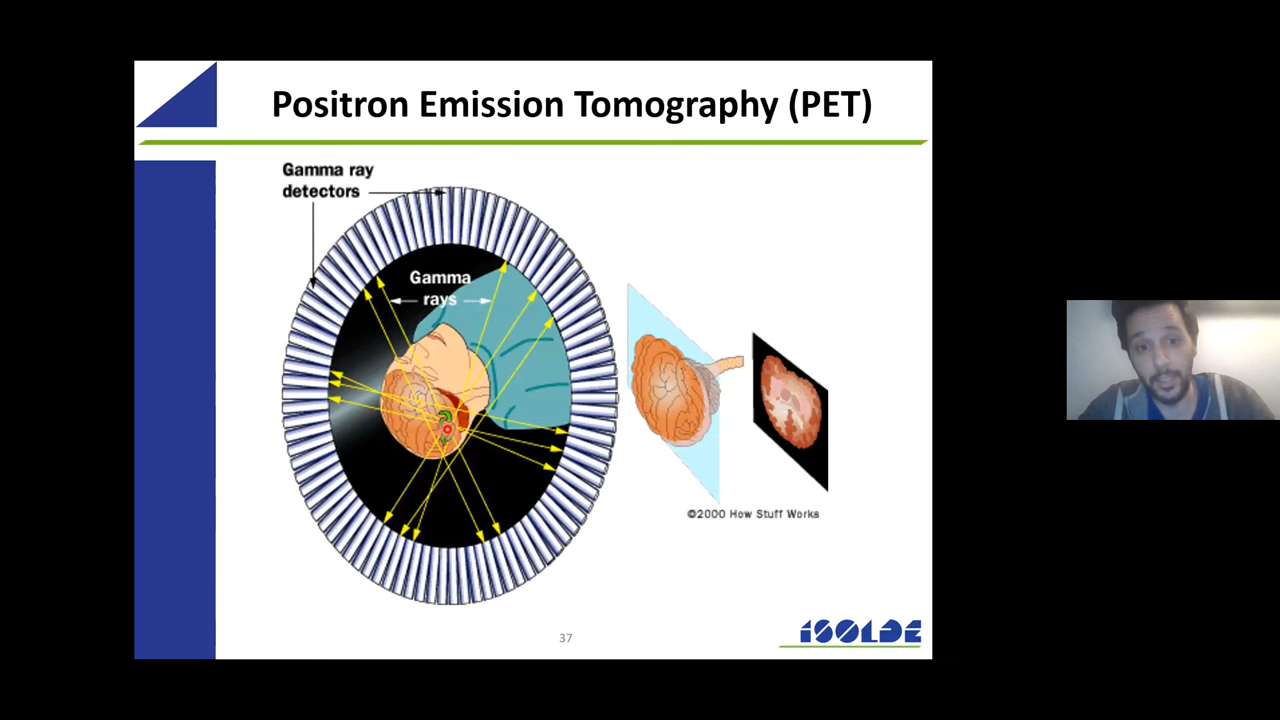 Positron Emission Tomography (PET)
Gamma ray
detectors
Gamma
rays
©2000 How Stuff Works
37
ISOLDE